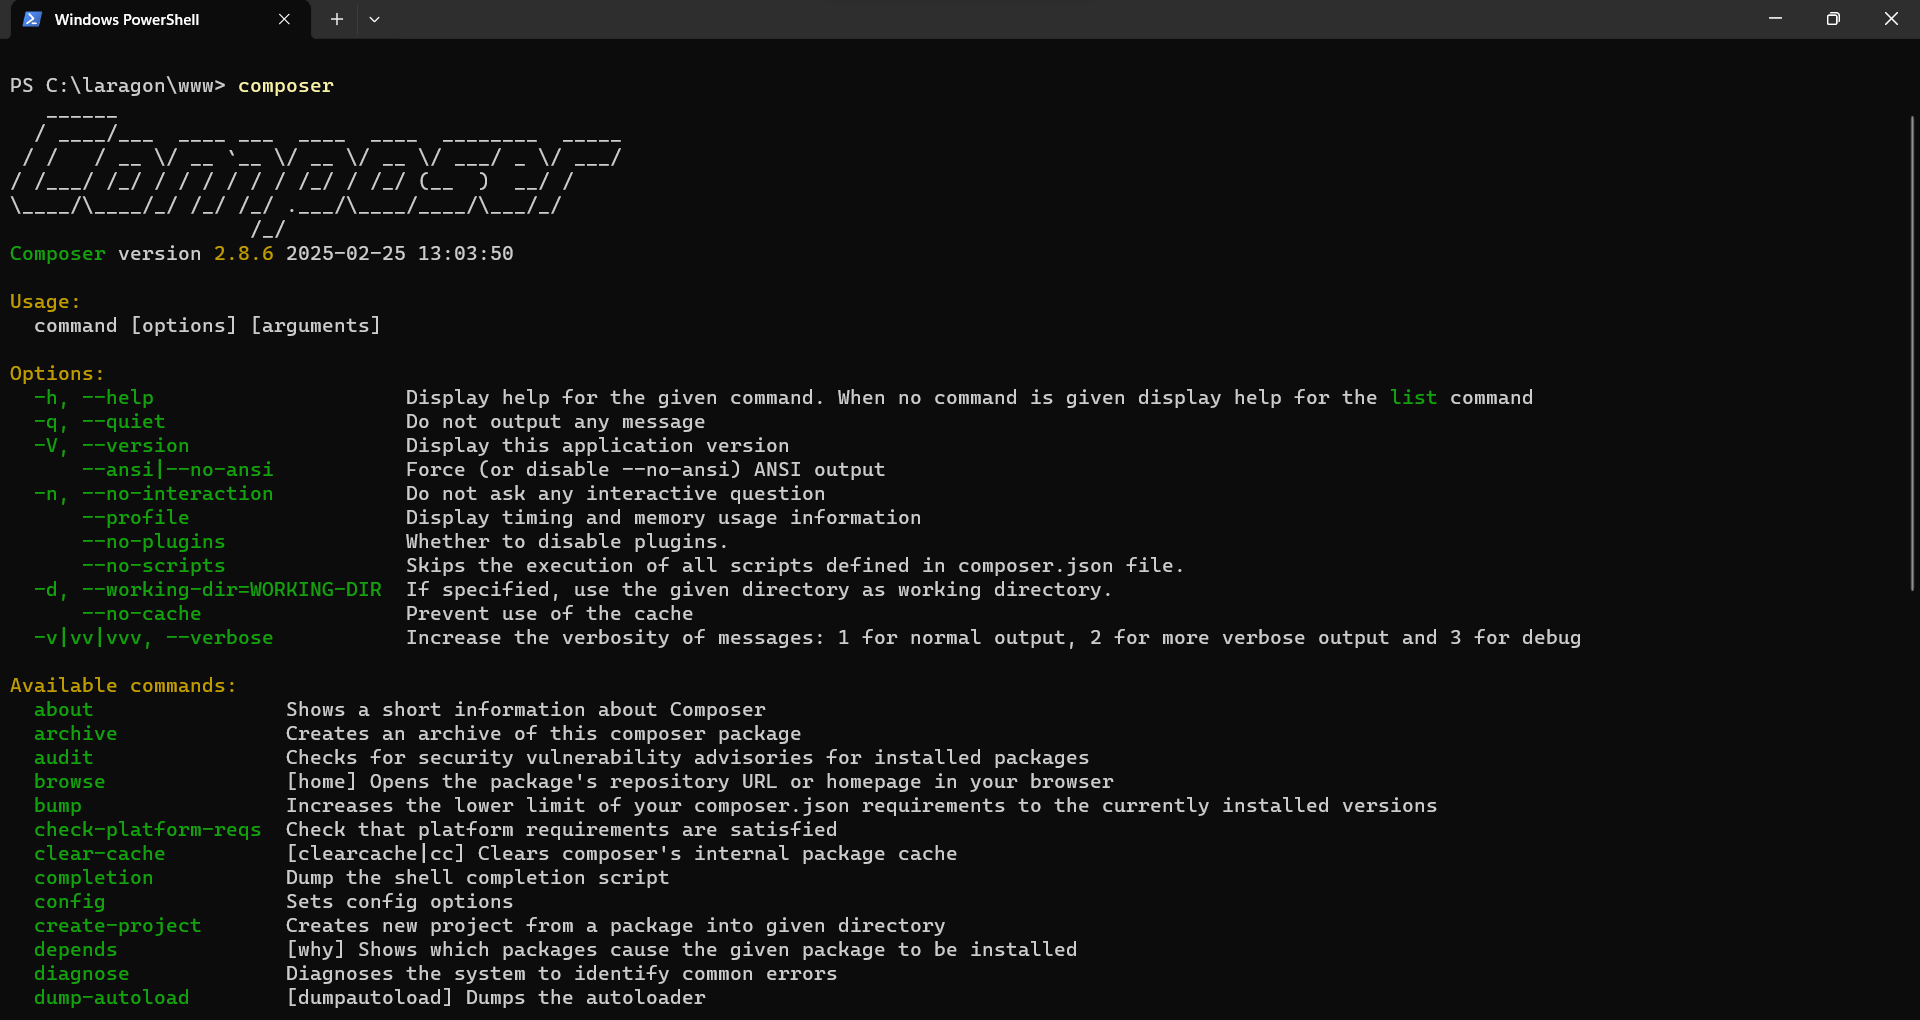 Windows PowerShell
PS C:\laragon\www> composer
   ______
  / ____/___  ____ ___  ____  ____  ________  _____
 / /   / __ \/ __ `__ \/ __ \/ __ \/ ___/ _ \/ ___/
/ /___/ /_/ / / / / / / /_/ / /_/ (__  )  __/ /
\____/\____/_/ /_/ /_/ .___/\____/____/\___/_/
                    /_/
Composer version 2.8.6 2025-02-25 13:03:50
Usage:
  command [options] [arguments]
Options:
  -h, --help                     Display help for the given command. When no command is given display help for the list command
  -q, --quiet                    Do not output any message
  -V, --version                  Display this application version
      --ansi|--no-ansi           Force (or disable --no-ansi) ANSI output
  -n, --no-interaction           Do not ask any interactive question
      --profile                  Display timing and memory usage information
      --no-plugins               Whether to disable plugins.
      --no-scripts               Skips the execution of all scripts defined in composer.json file.
  -d, --working-dir=WORKING-DIR  If specified, use the given directory as working directory.
      --no-cache                 Prevent use of the cache
  -v|vv|vvv, --verbose           Increase the verbosity of messages: 1 for normal output, 2 for more verbose output and 3 for debug
Available commands:
  about                Shows a short information about Composer
  archive              Creates an archive of this composer package
  audit                Checks for security vulnerability advisories for installed packages
  browse               [home] Opens the package's repository URL or homepage in your browser
  bump                 Increases the lower limit of your composer.json requirements to the currently installed versions
  check-platform-reqs  Check that platform requirements are satisfied
  clear-cache          [clearcache|cc] Clears composer's internal package cache
  completion           Dump the shell completion script
  config               Sets config options
  create-project       Creates new project from a package into given directory
  depends              [why] Shows which packages cause the given package to be installed
  diagnose             Diagnoses the system to identify common errors
  dump-autoload        [dumpautoload] Dumps the autoloader